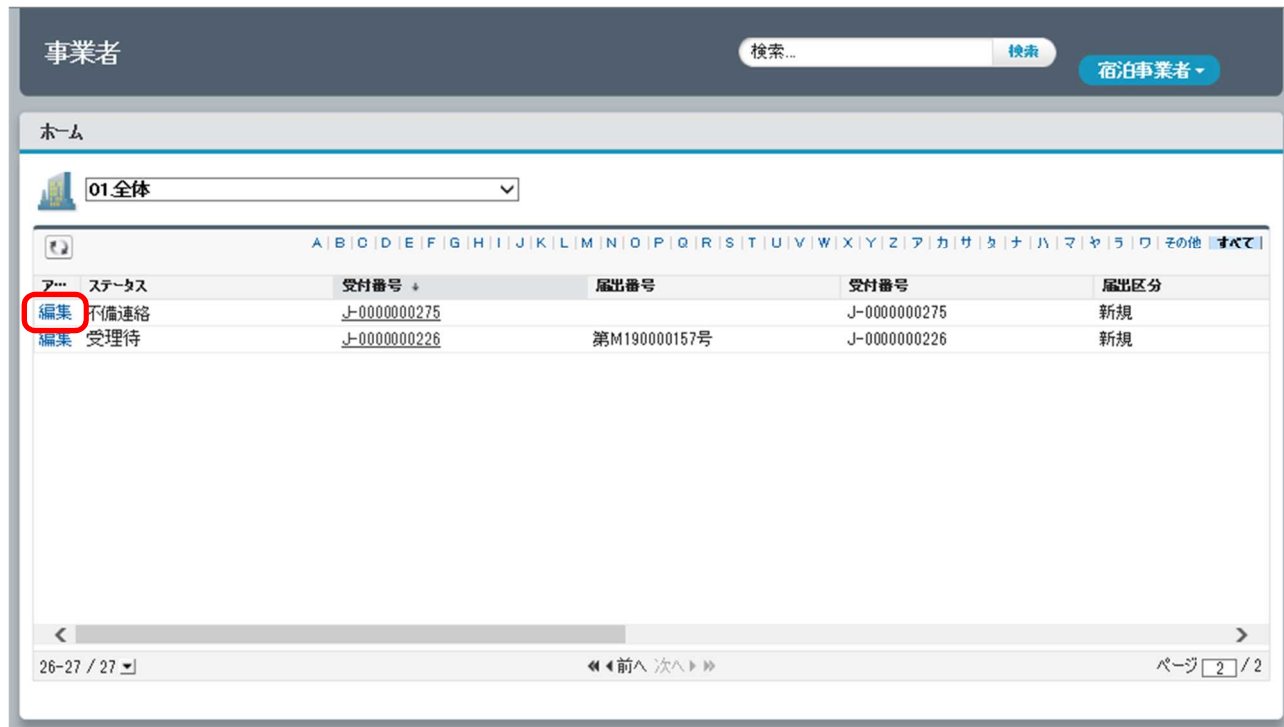 事業者
検索...
検索
宿泊事業者
ホーム
01.全体
A | B | C | D | E | F | G | H | I | J | K | L | M | N | O | P | Q | R | S | T | U | V | W | X | Y | Z | ア | カ | サ | タ | ナ | ハ | マ | ヤ | ラ | ワ | その他 | すべて |
ア… ステータス 受付番号 ↓ 届出番号 受付番号 届出区分
編集 不備連絡 J-0000000275 J-0000000275 新規
編集 受理待 J-0000000226 第M190000157号 J-0000000226 新規
26-27 / 27 前へ 次へ ページ 2 / 2